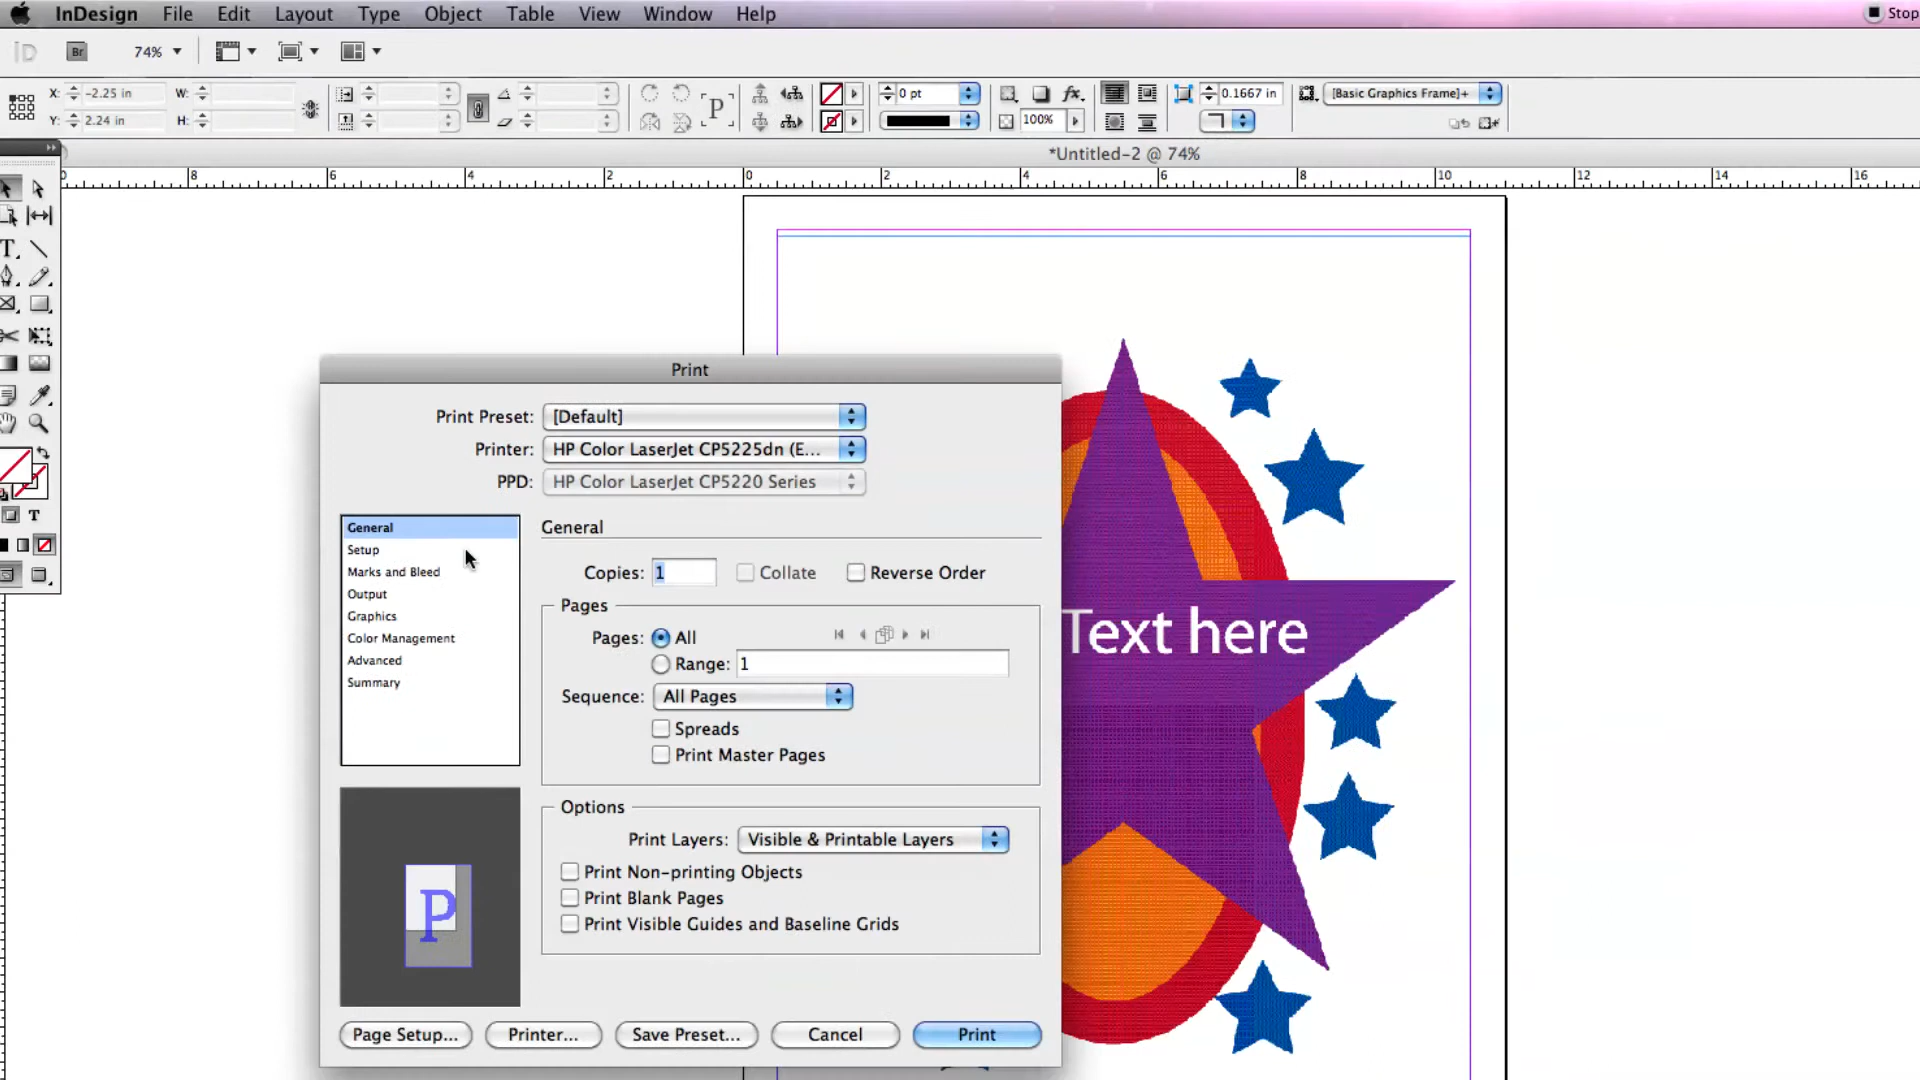 InDesign File Edit Layout Type Object Table View Window Help Stop
Br 74%
X: -2.25 in W: 0 pt 0.1667 in [Basic Graphics Frame]+
Y: 2.24 in H: 100%
*Untitled-2 @ 74%
0 8 6 4 2 0 2 4 6 8 10 12 14 16
Print
Print Preset: [Default]
Printer: HP Color LaserJet CP5225dn (E...
PPD: HP Color LaserJet CP5220 Series
General
Setup
Marks and Bleed
Output
Graphics
Color Management
Advanced
Summary
General
Copies: 1 Collate Reverse Order
Pages
Pages: All
Range: 1
Sequence: All Pages
Spreads
Print Master Pages
Options
Print Layers: Visible & Printable Layers
Print Non-printing Objects
Print Blank Pages
Print Visible Guides and Baseline Grids
P
Page Setup... Printer... Save Preset... Cancel Print
Text here